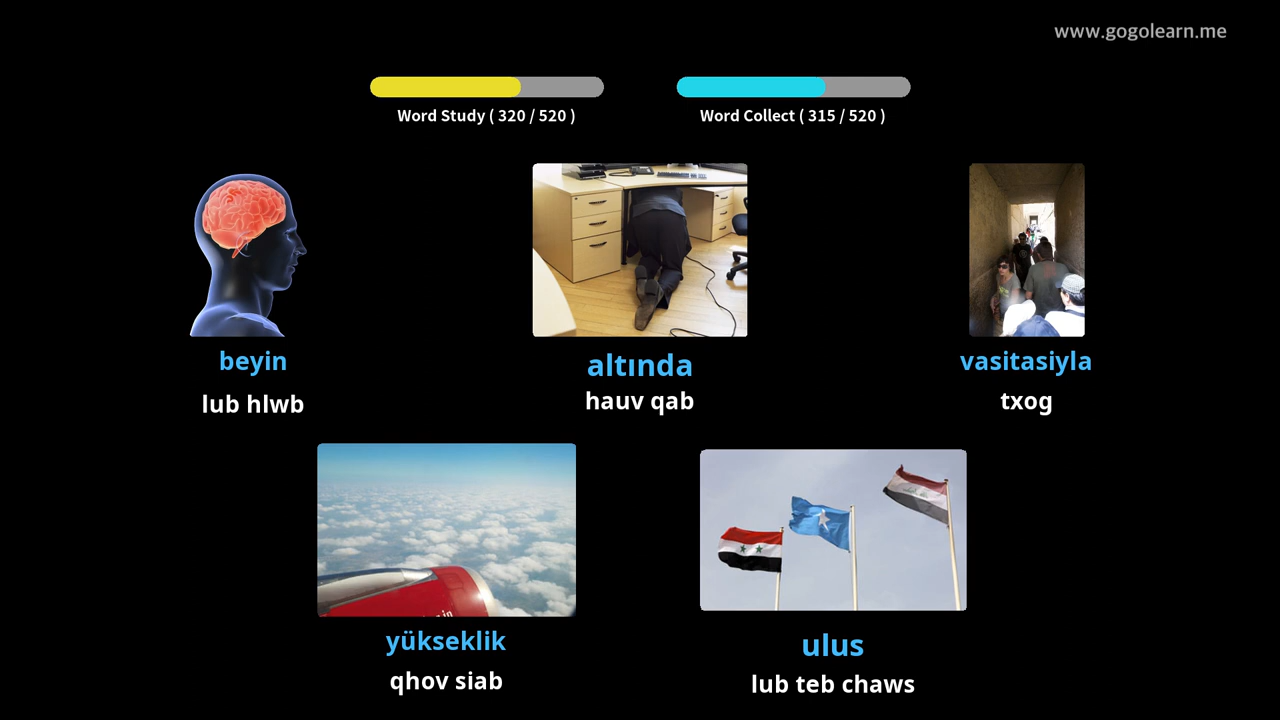 www.gogolearn.me
Word Study ( 320 / 520 )
Word Collect ( 315 / 520 )
beyin
altında
vasitasiyla
lub hlwb
hauv qab
txog
yükseklik
ulus
qhov siab
lub teb chaws